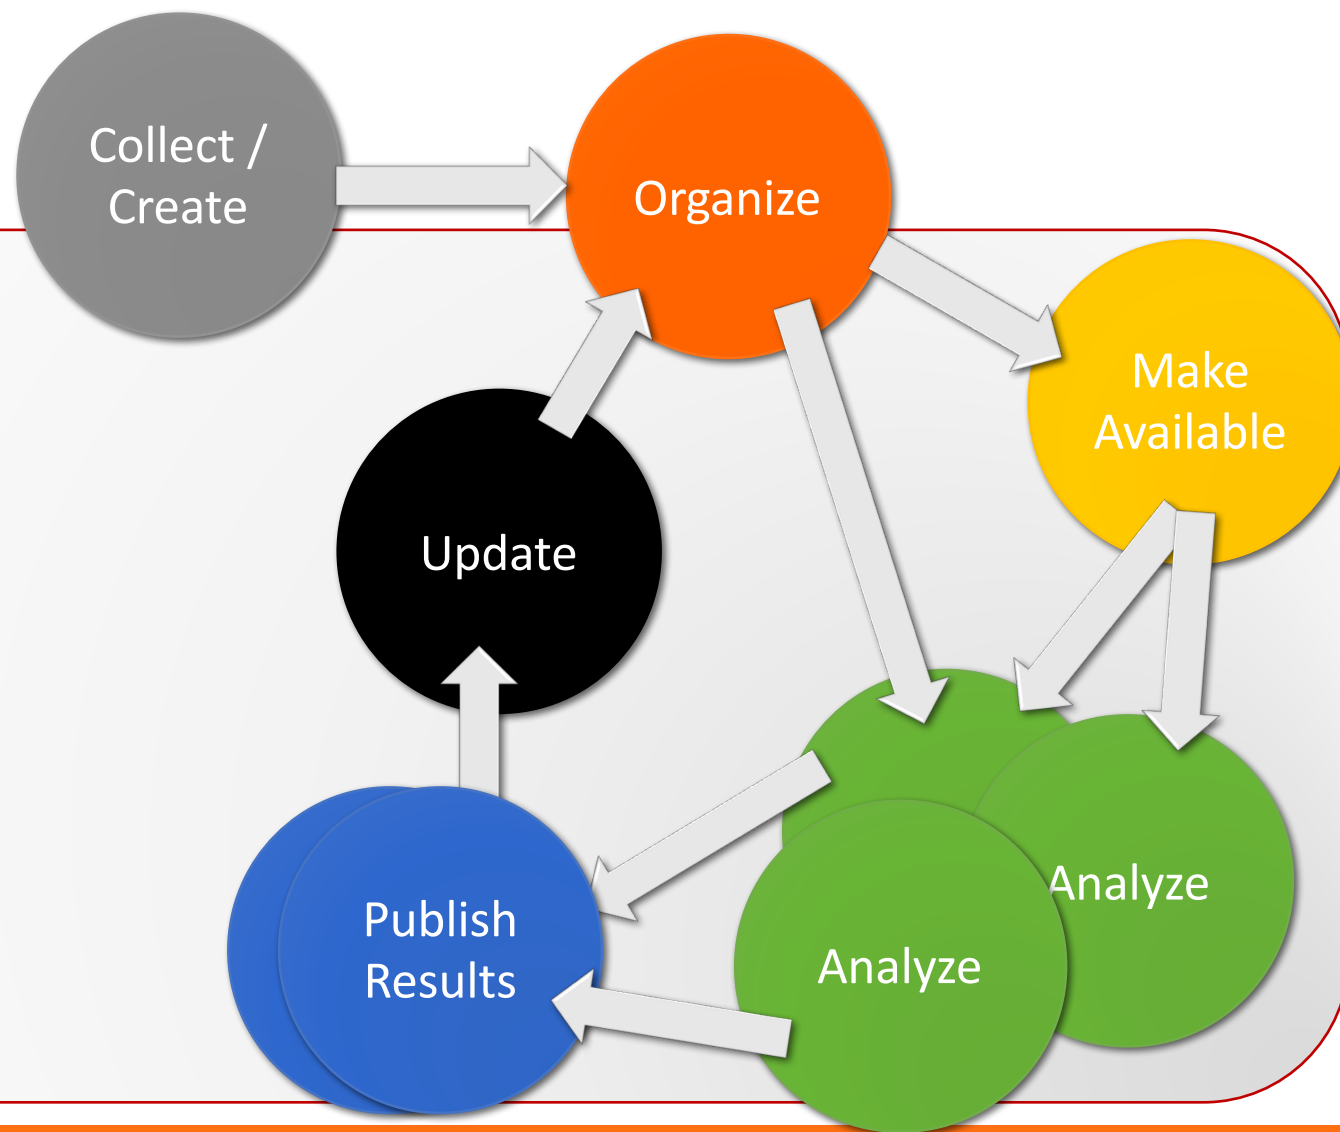 Collect /
Create
Organize
Make
Available
Update
Analyze
Publish
Results
Analyze